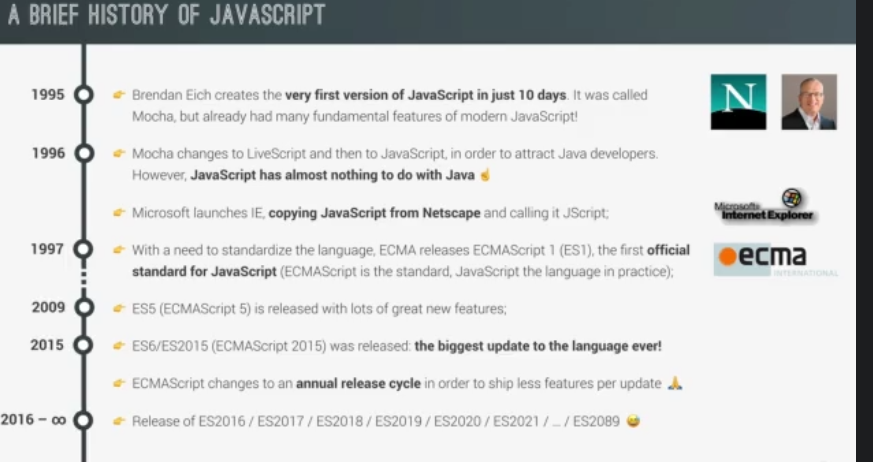 A BRIEF HISTORY OF JAVASCRIPT
1995
👉 Brendan Eich creates the very first version of JavaScript in just 10 days. It was called
Mocha, but already had many fundamental features of modern JavaScript!
N
1996
👉 Mocha changes to LiveScript and then to JavaScript, in order to attract Java developers.
However, JavaScript has almost nothing to do with Java ☝️
👉 Microsoft launches IE, copying JavaScript from Netscape and calling it JScript;
Microsofts
Internet Explorer
1997
👉 With a need to standardize the language, ECMA releases ECMAScript 1 (ES1), the first official
standard for JavaScript (ECMAScript is the standard, JavaScript the language in practice);
ecma
INTERNATIONAL
2009
👉 ES5 (ECMAScript 5) is released with lots of great new features;
2015
👉 ES6/ES2015 (ECMAScript 2015) was released: the biggest update to the language ever!
👉 ECMAScript changes to an annual release cycle in order to ship less features per update 🙏
2016 – ∞
👉 Release of ES2016 / ES2017 / ES2018 / ES2019 / ES2020 / ES2021 / ... / ES2089 😅